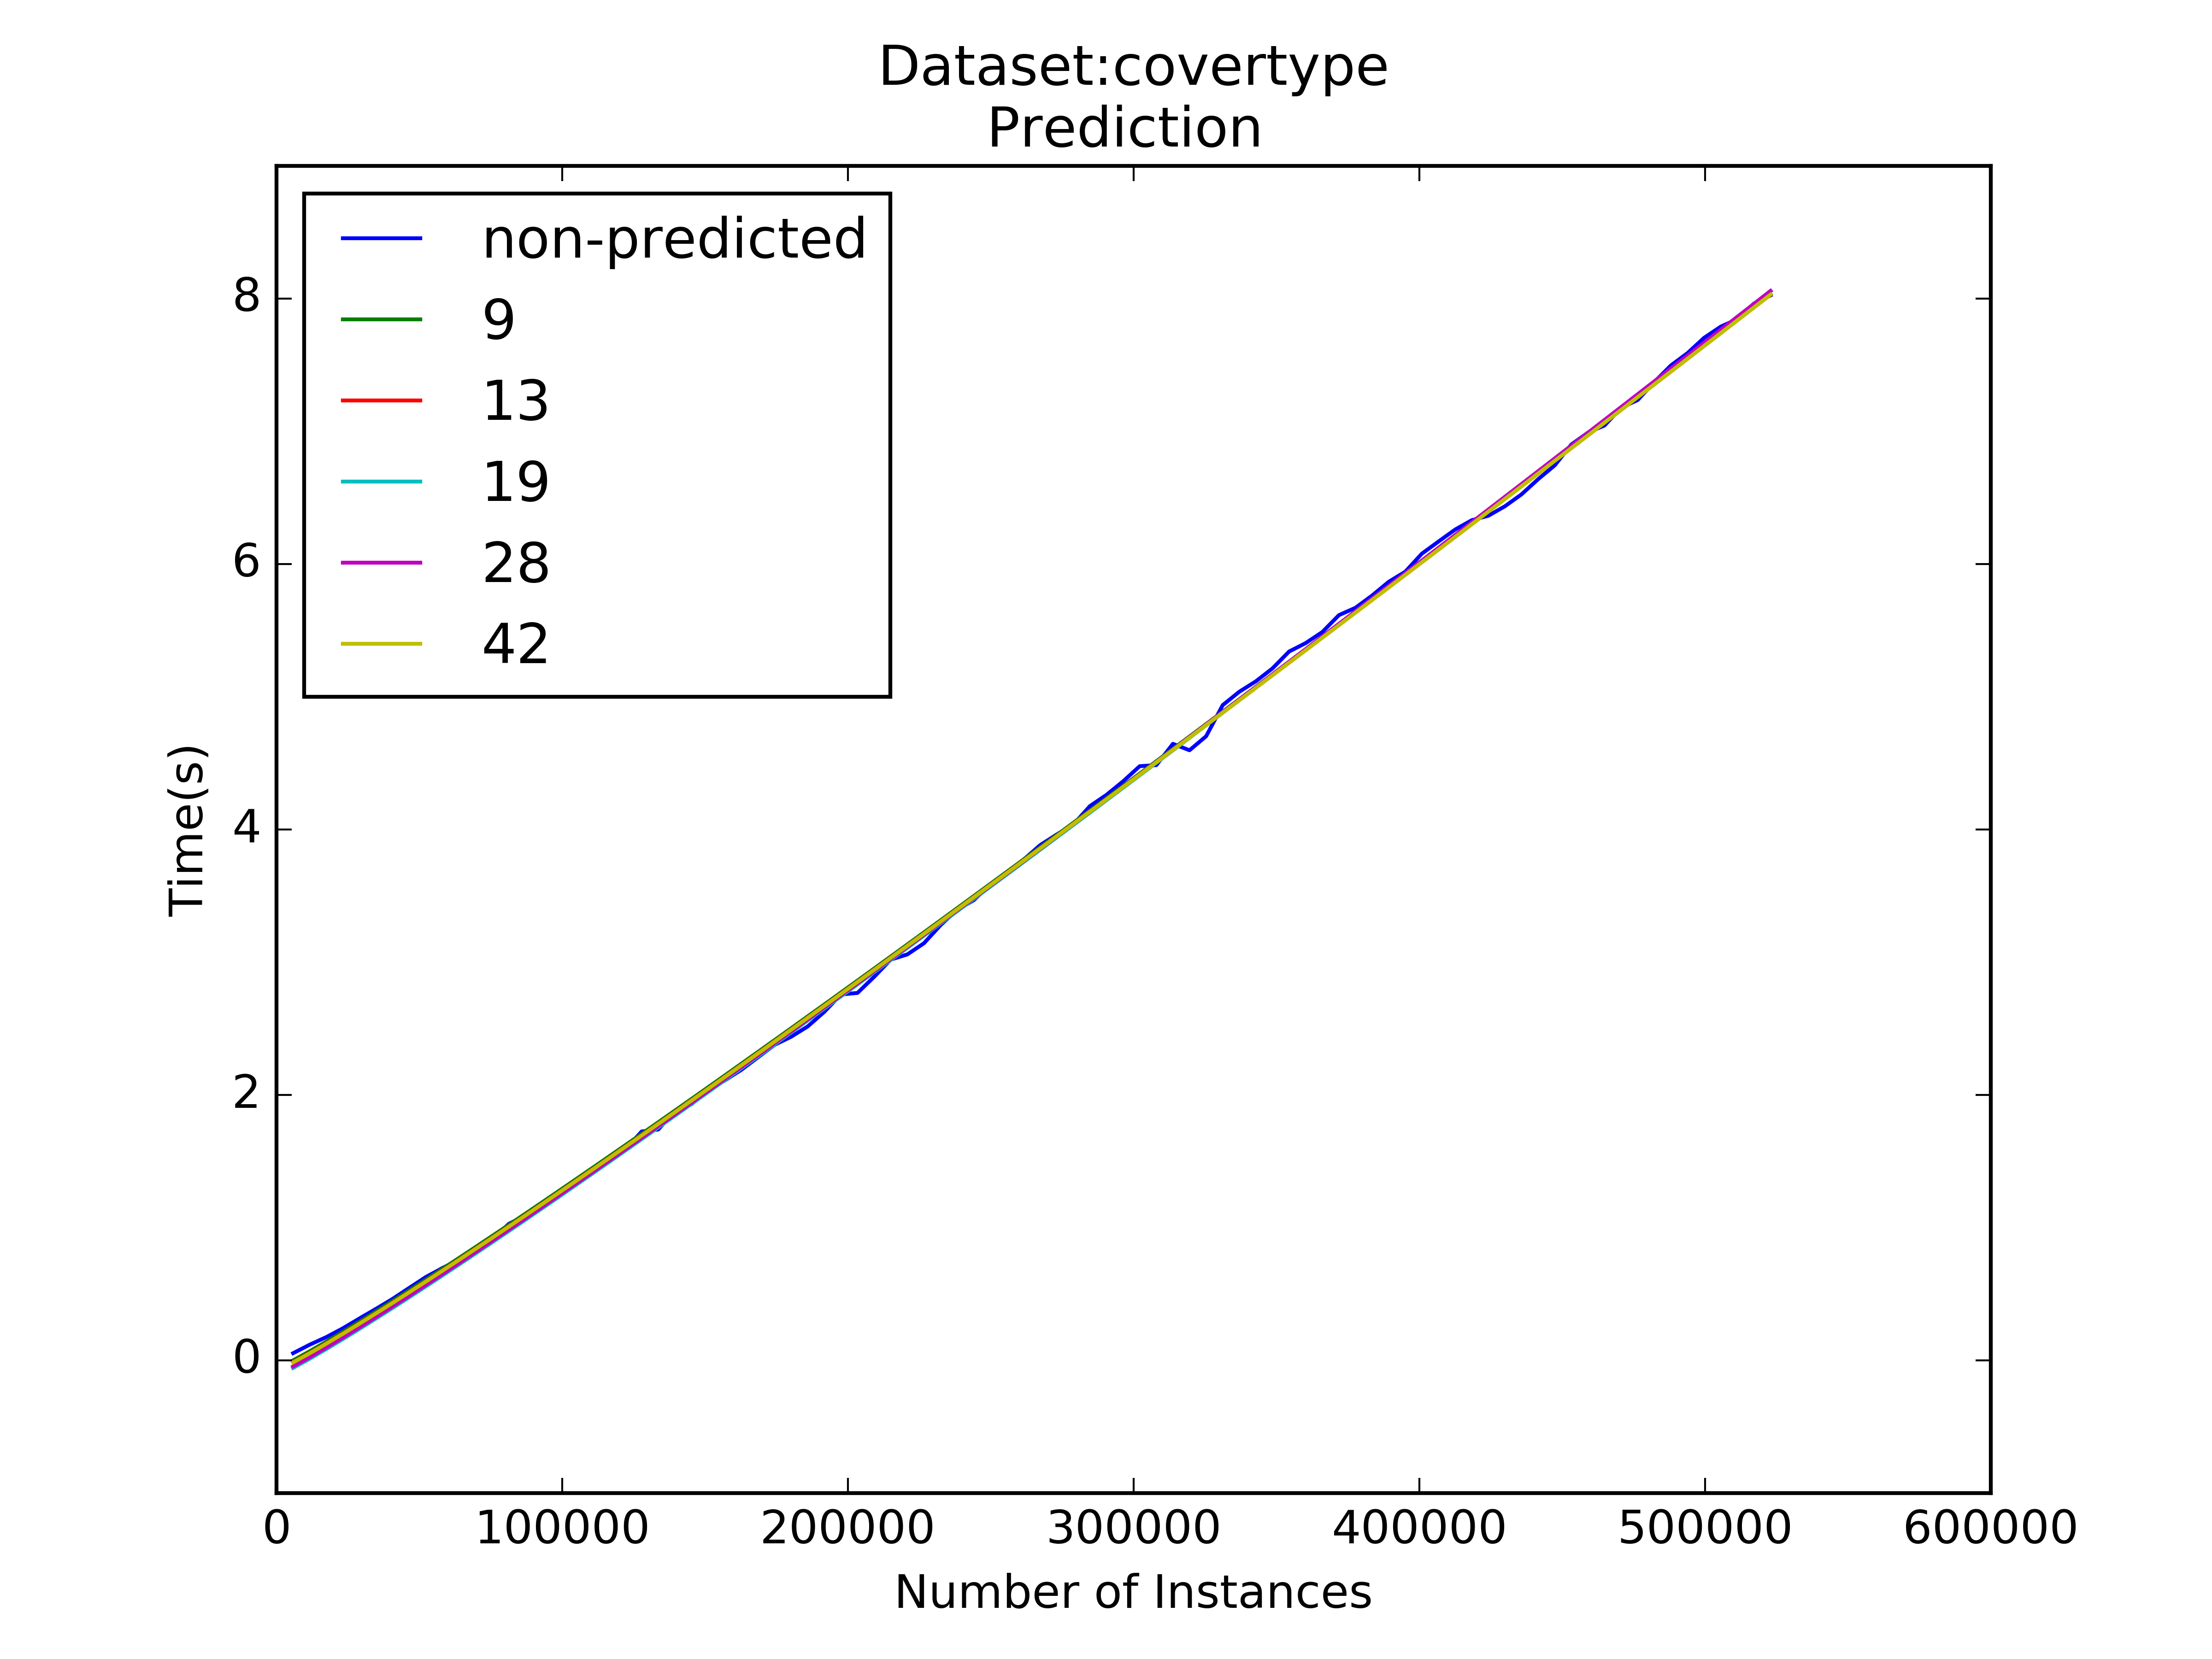 Dataset:covertype
Prediction
non-predicted
9
13
19
28
42
8
6
4
2
0
Time(s)
0 100000 200000 300000 400000 500000 600000
Number of Instances